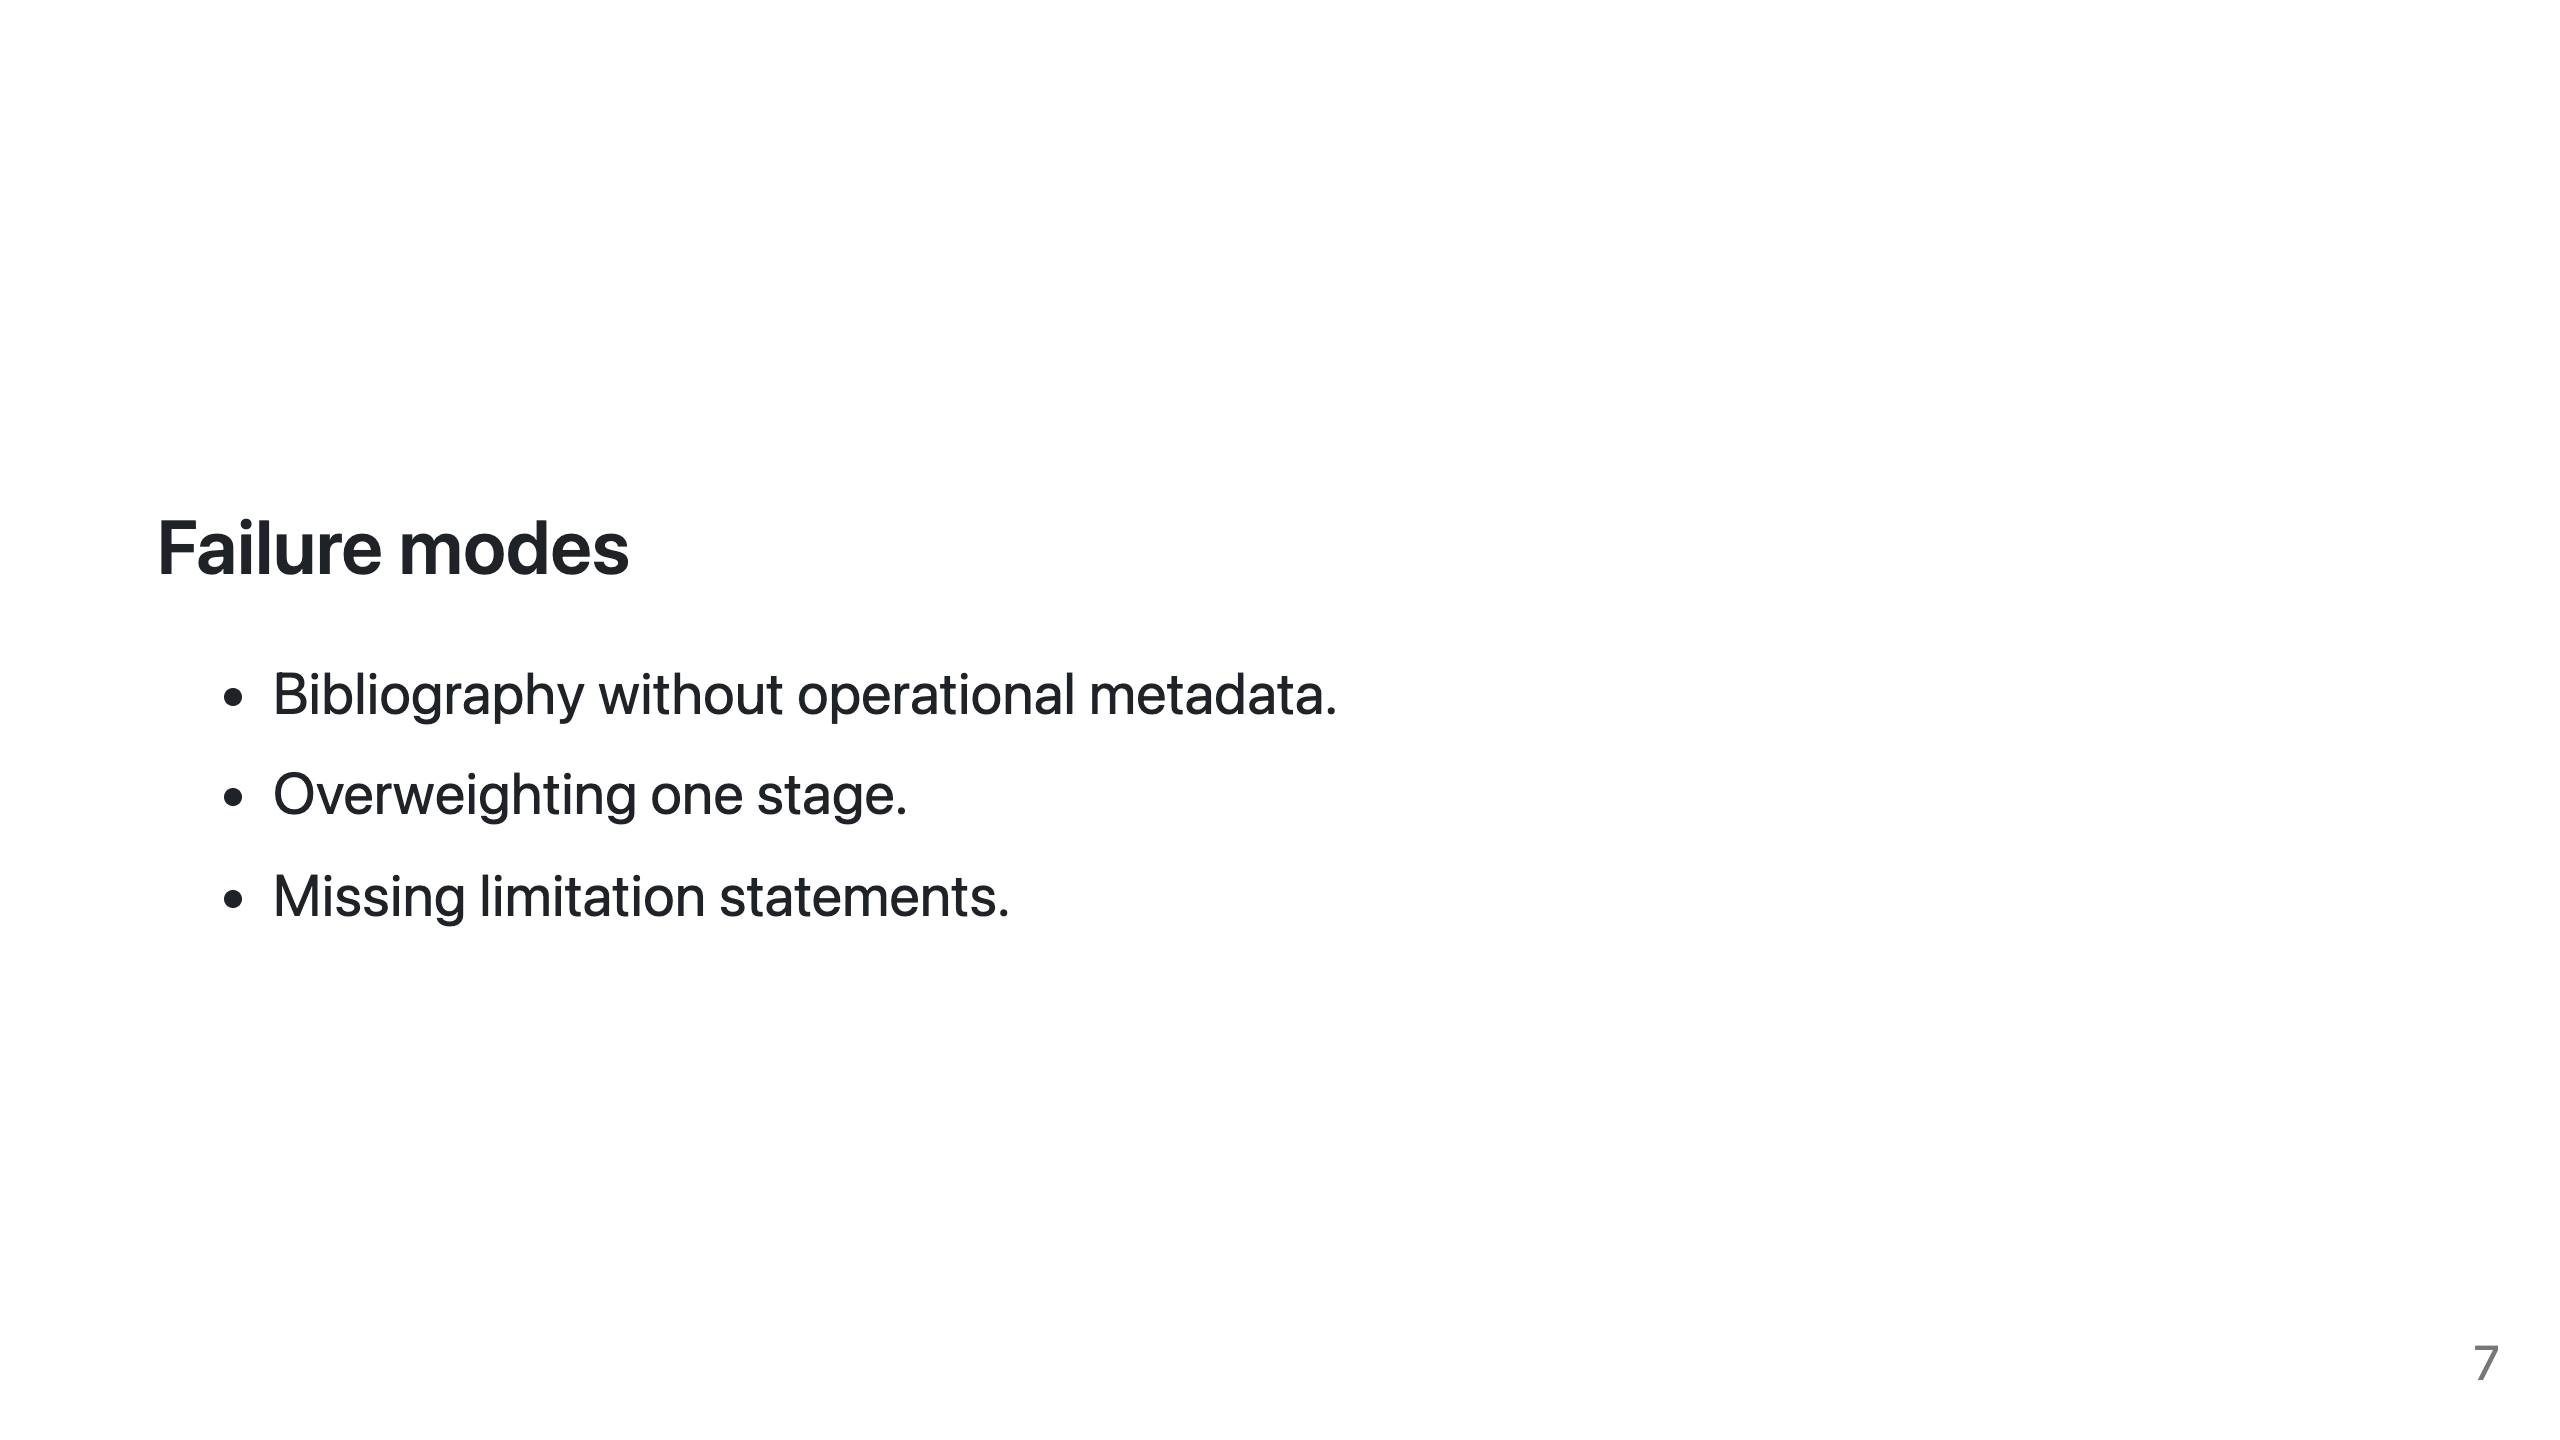 Failure modes
• Bibliography without operational metadata.
• Overweighting one stage.
• Missing limitation statements.
7